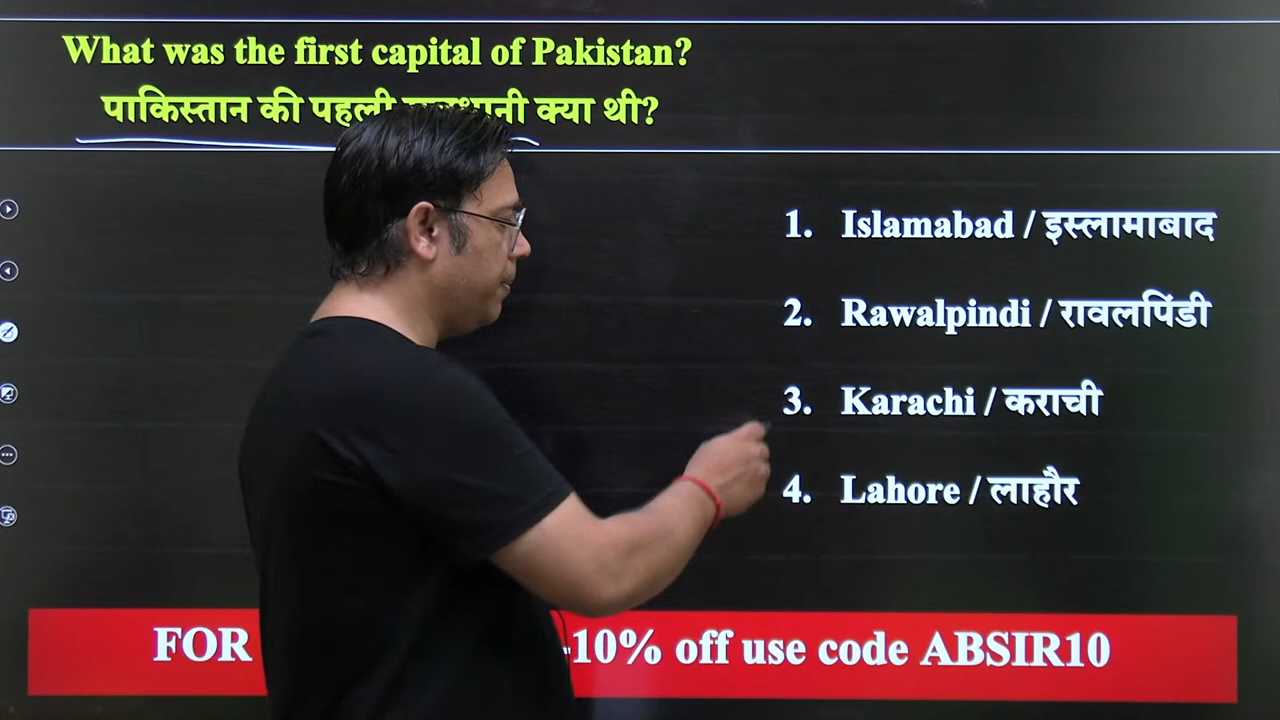 What was the first capital of Pakistan?
पाकिस्तान की पहली क्या थी?
1. Islamabad / इस्लामाबाद
2. Rawalpindi / रावलपिंडी
3. Karachi / कराची
4. Lahore / लाहौर
FOR -10% off use code ABSIR10